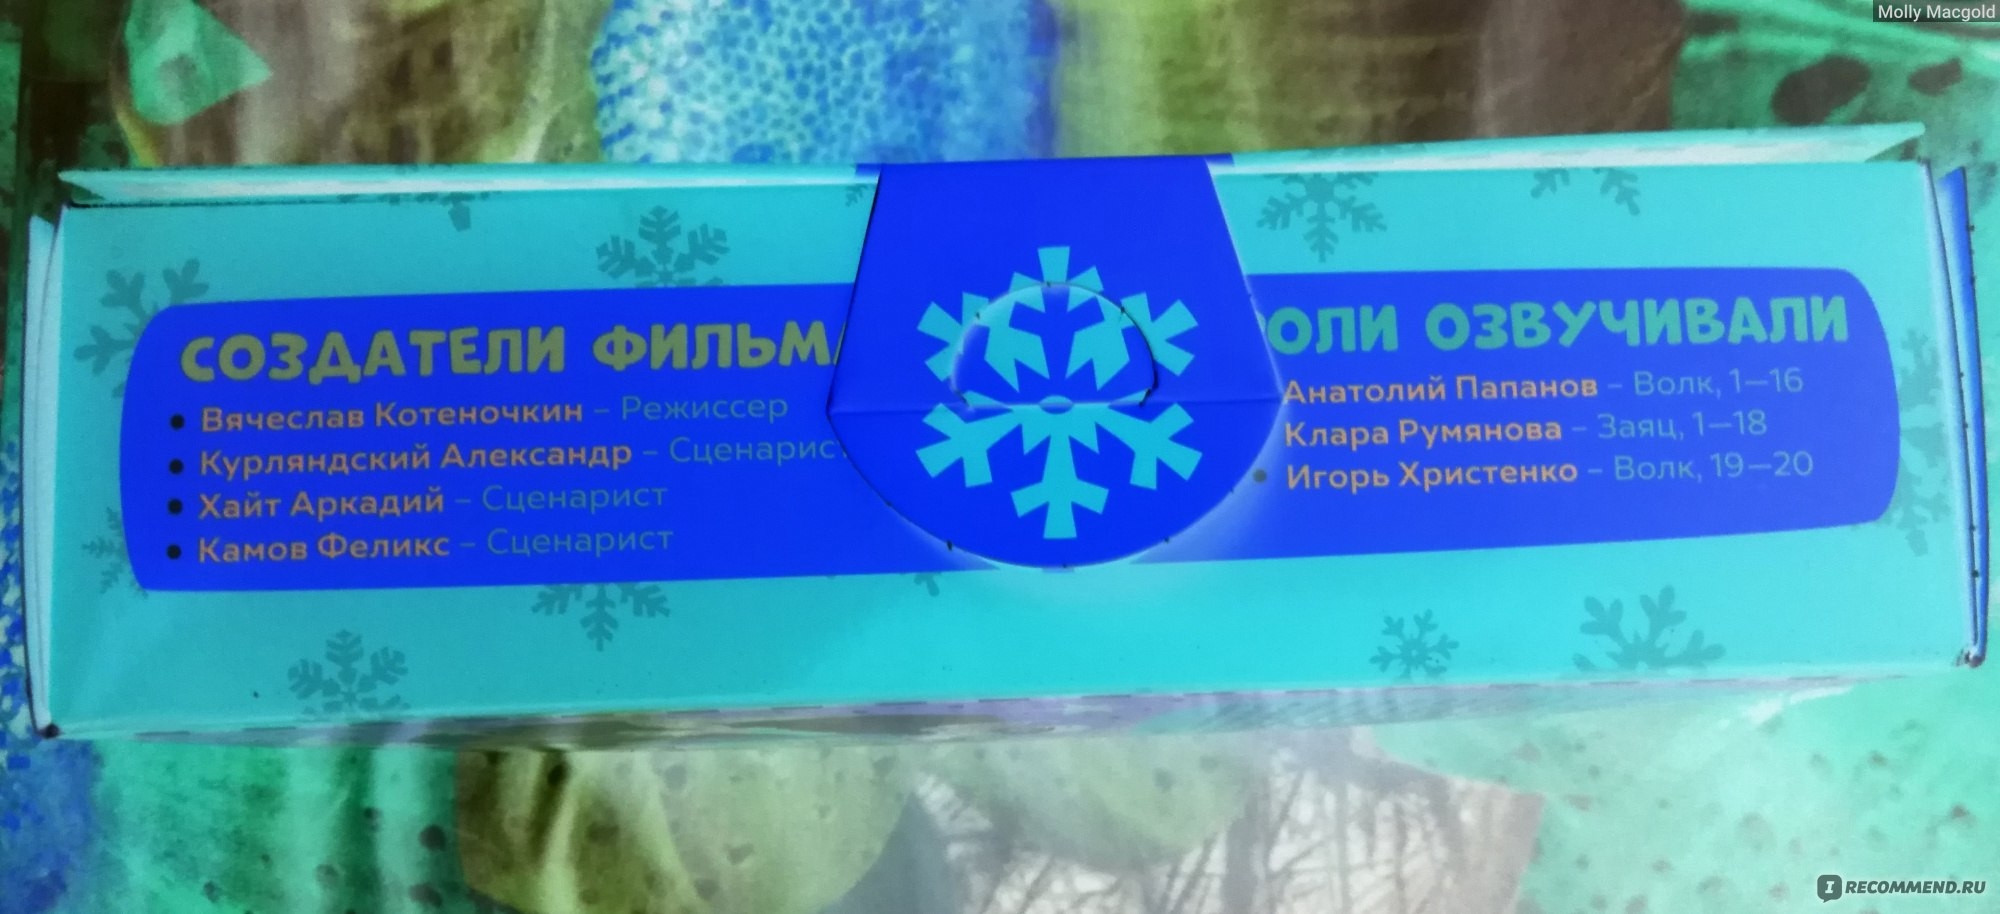 Molly Macgold
СОЗДАТЕЛИ ФИЛЬМ
Вячеслав Котеночкин – Режиссер
Курляндский Александр – Сценарис
Хайт Аркадий – Сценарист
Камов Феликс – Сценарист
ОЛИ ОЗВУЧИВАЛИ
Анатолий Папанов – Волк, 1–16
Клара Румянова – Заяц, 1–18
Игорь Христенко – Волк, 19–20
IRECOMMEND.RU